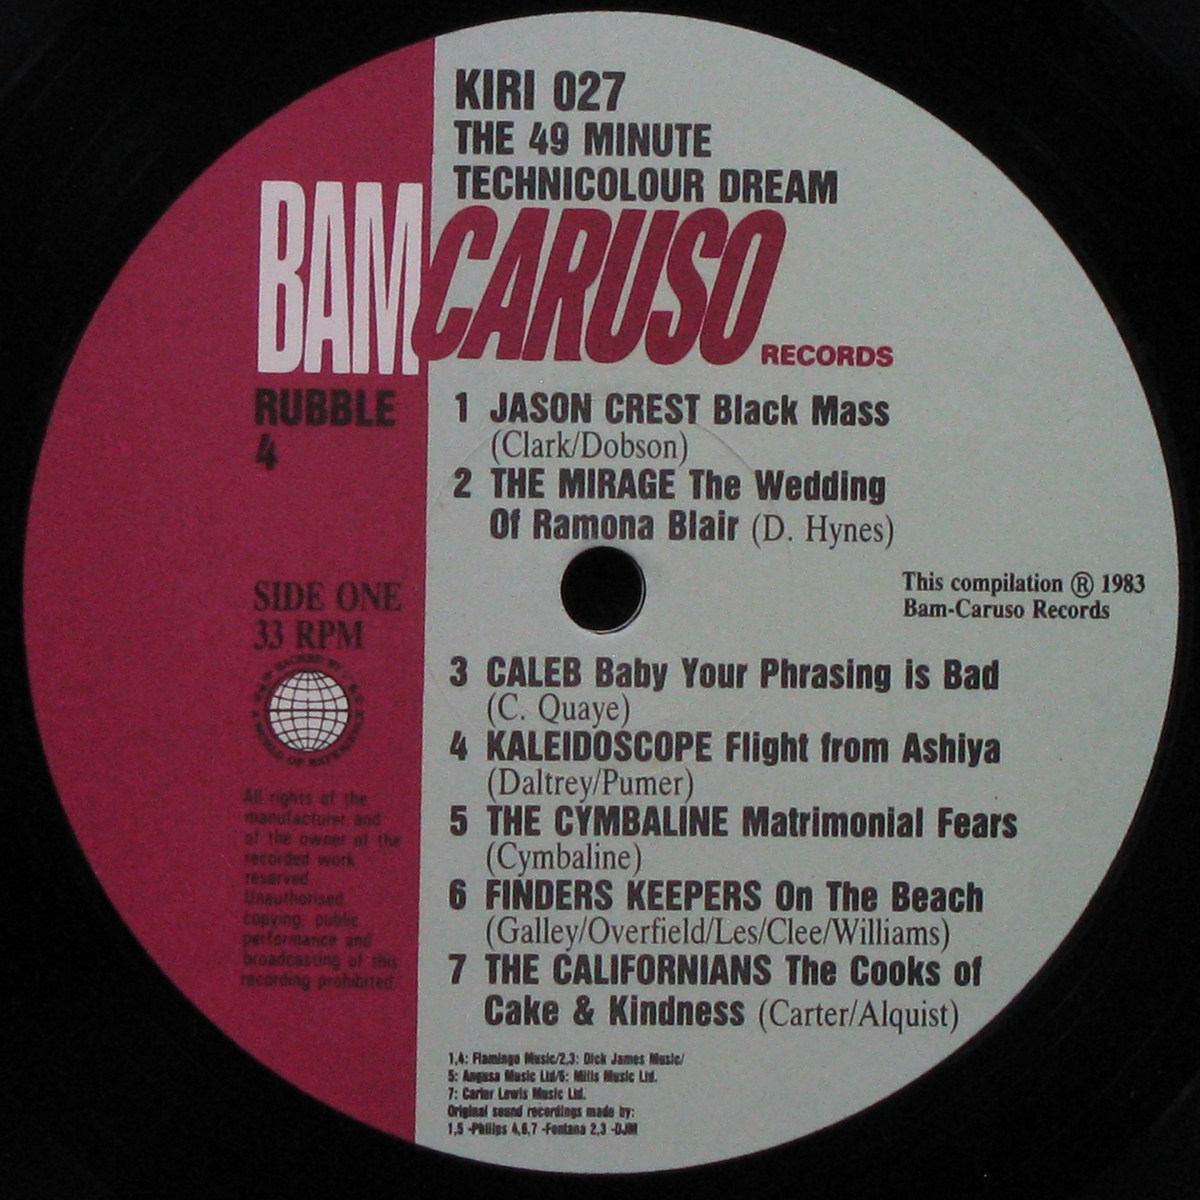 KIRI 027
THE 49 MINUTE
TECHNICOLOUR DREAM
BAM CARUSO
RECORDS
RUBBLE
4
1 JASON CREST Black Mass
(Clark/Dobson)
2 THE MIRAGE The Wedding
Of Ramona Blair (D. Hynes)
SIDE ONE
33 RPM
This compilation Ⓡ 1983
Bam-Caruso Records
3 CALEB Baby Your Phrasing is Bad
(C. Quaye)
4 KALEIDOSCOPE Flight from Ashiya
(Daltrey/Pumer)
5 THE CYMBALINE Matrimonial Fears
(Cymbaline)
6 FINDERS KEEPERS On The Beach
(Galley/Overfield/Les/Clee/Williams)
7 THE CALIFORNIANS The Cooks of
Cake & Kindness (Carter/Alquist)
BACKED BY
WORLD OF EXPERIENCE
All rights of the
manufacturer and
of the owner of the
recorded work
reserved.
Unauthorised
copying, public
performance and
broadcasting of this
recording prohibited.
1,4: Flamingo Music/2,3: Dick James Music/
5: Angusa Music Ltd/6: Mills Music Ltd.
7: Carter Lewis Music Ltd.
Original sound recordings made by:
1,5 -Philips 4,6,7 -Fontana 2,3 -DJM